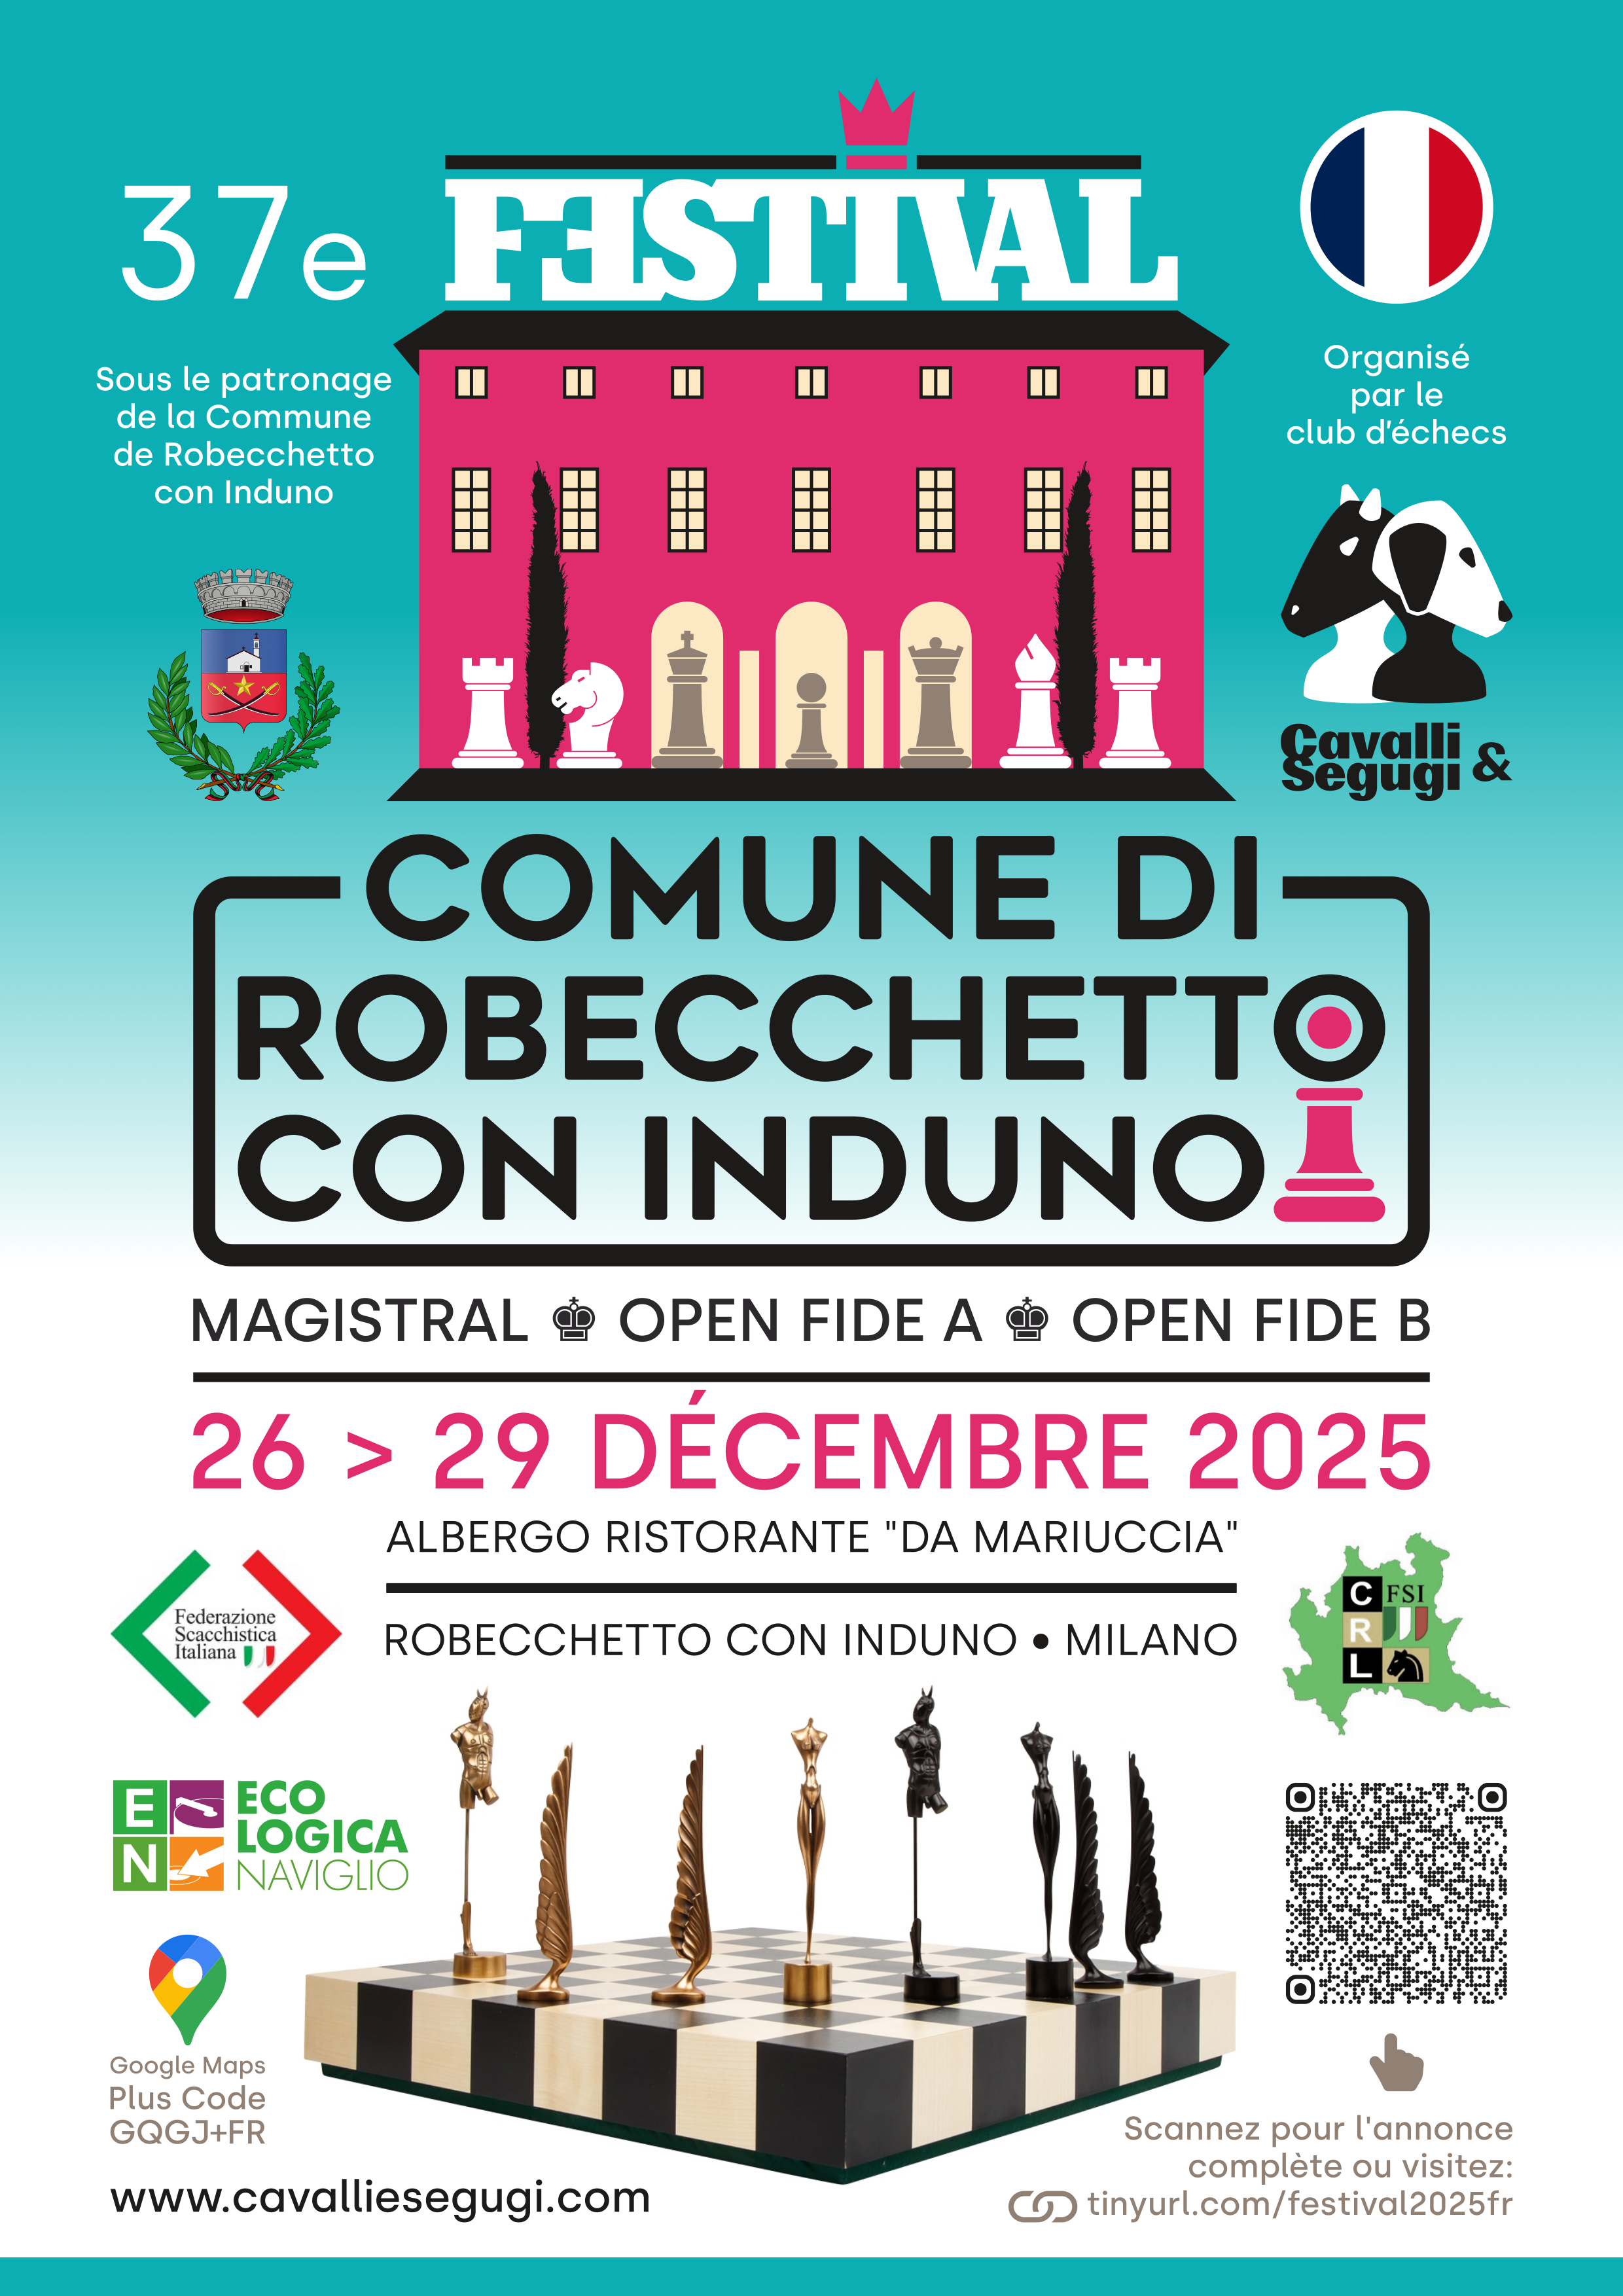 37e
FESTIVAL
Sous le patronage
de la Commune
de Robecchetto
con Induno
Organisé
par le
club d'échecs
Cavalli &
Segugi
COMUNE DI
ROBECCHETTO
CON INDUNO
MAGISTRAL ♚ OPEN FIDE A ♚ OPEN FIDE B
26 > 29 DÉCEMBRE 2025
ALBERGO RISTORANTE "DA MARIUCCIA"
ROBECCHETTO CON INDUNO • MILANO
Federazione
Scacchistica
Italiana
C FSI
R
L
EN
ECO
LOGICA
NAVIGLIO
Google Maps
Plus Code
GQGJ+FR
www.cavalliesegugi.com
Scannez pour l'annonce
complète ou visitez:
tinyurl.com/festival2025fr